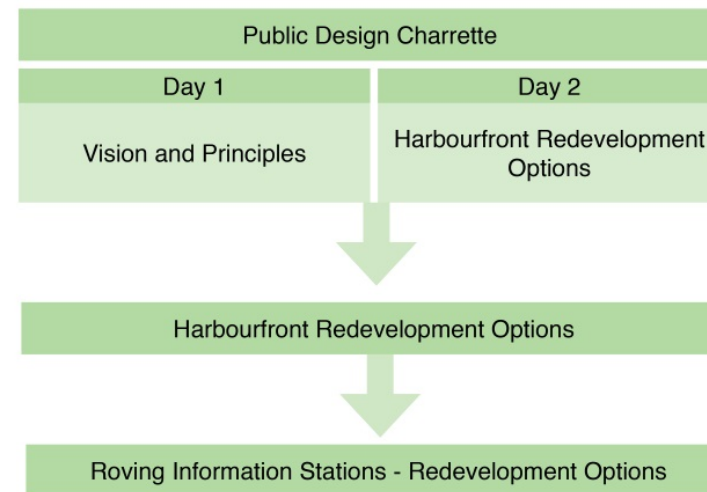 Public Design Charrette
Day 1
Day 2
Vision and Principles
Harbourfront Redevelopment
Options
Harbourfront Redevelopment Options
Roving Information Stations - Redevelopment Options